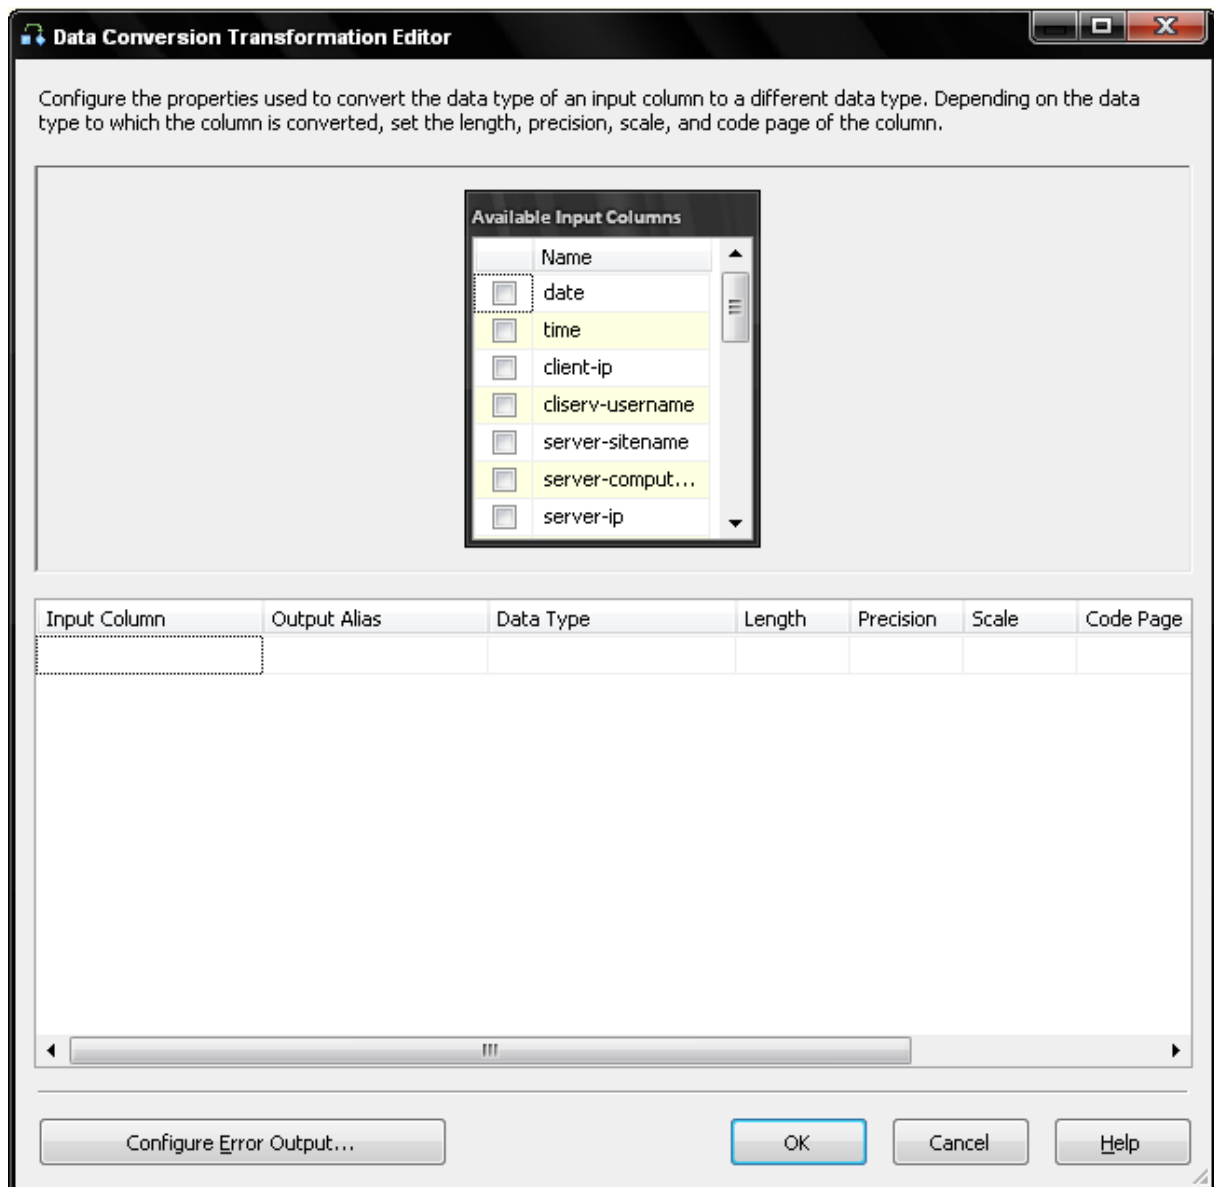 Data Conversion Transformation Editor
Configure the properties used to convert the data type of an input column to a different data type. Depending on the data
type to which the column is converted, set the length, precision, scale, and code page of the column.
Available Input Columns
Name
date
time
client-ip
cliserv-username
server-sitename
server-comput...
server-ip
Input Column Output Alias Data Type Length Precision Scale Code Page
Configure Error Output... OK Cancel Help